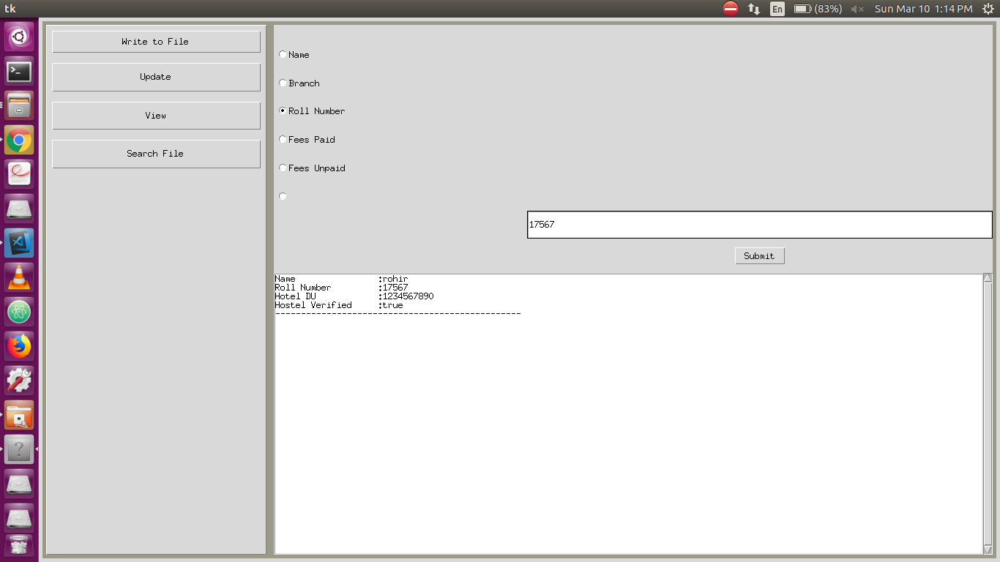 tk
En
(83%)
Sun Mar 10 1:14 PM
Write to File
Update
View
Search File
Name
Branch
Roll Number
Fees Paid
Fees Unpaid
17567
Submit
Name :rohir
Roll Number :17567
Hotel DU :1234567890
Hostel Verified :true
------------------------------------------------